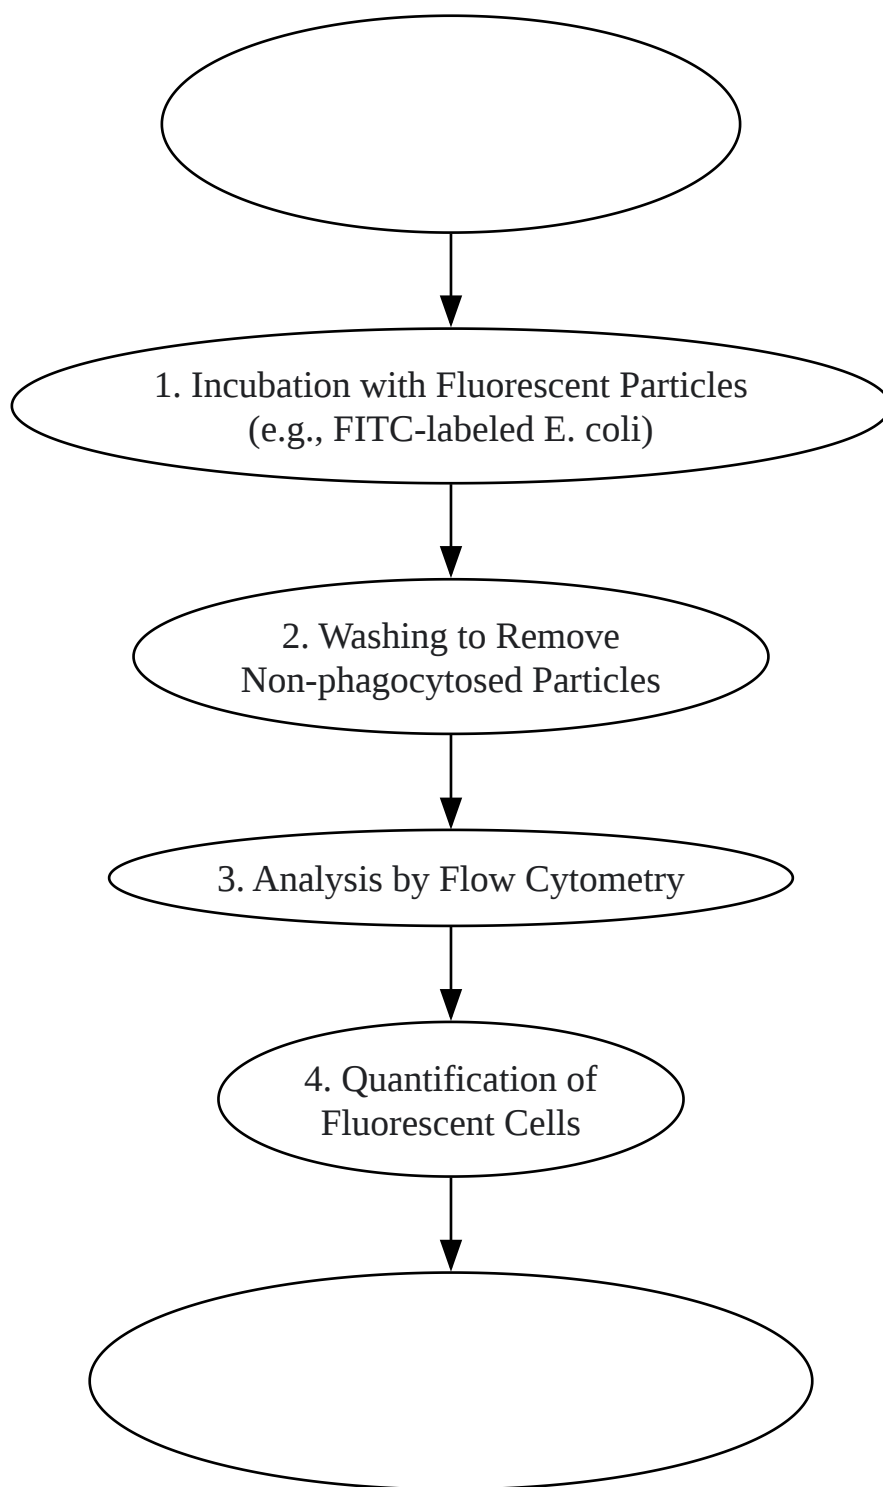 1. Incubation with Fluorescent Particles
(e.g., FITC-labeled E. coli)
2. Washing to Remove
Non-phagocytosed Particles
3. Analysis by Flow Cytometry
4. Quantification of
Fluorescent Cells